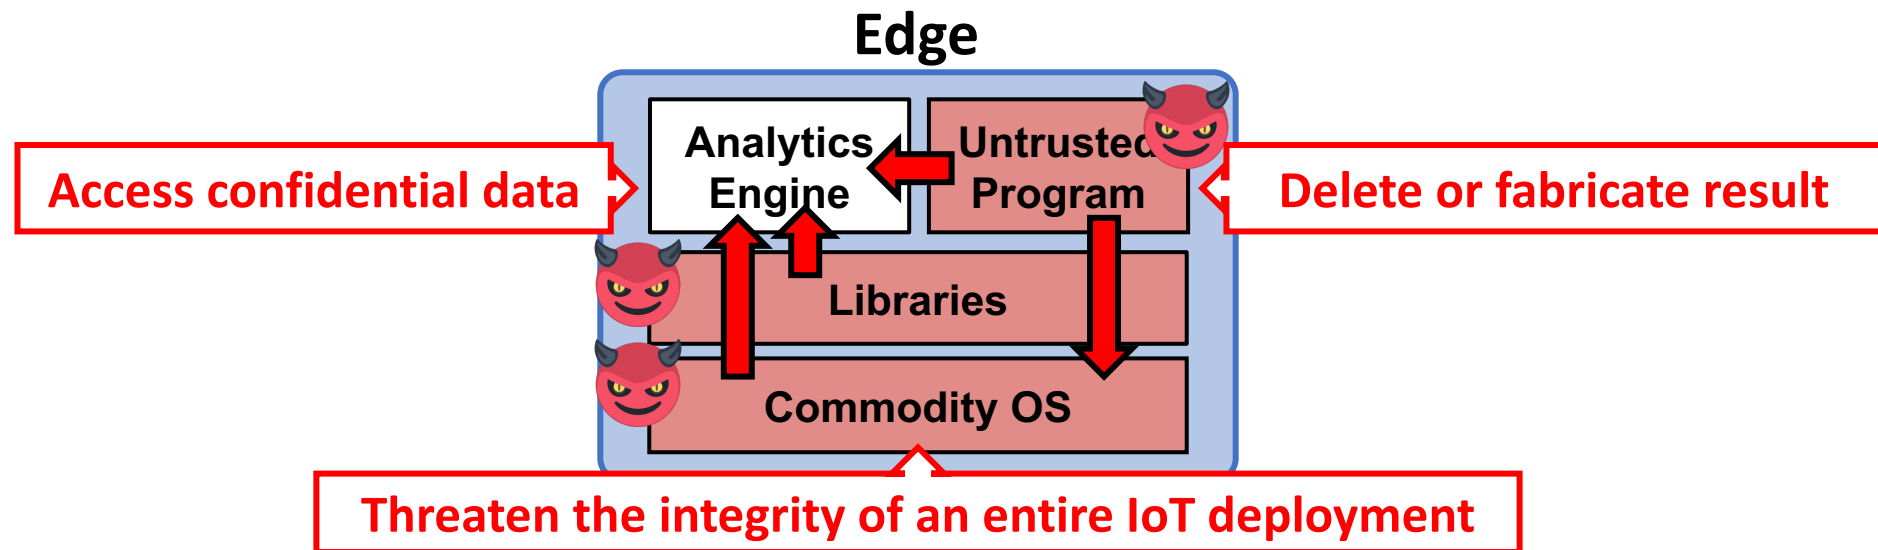 Edge
Analytics
Engine
Untrusted
Program
Access confidential data
Delete or fabricate result
Libraries
Commodity OS
Threaten the integrity of an entire IoT deployment